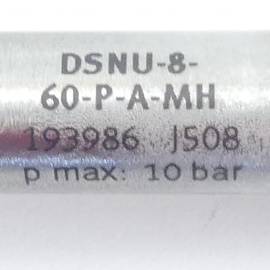 DSNU-8-
60-P-A-MH
193986 J508
p max: 10 bar